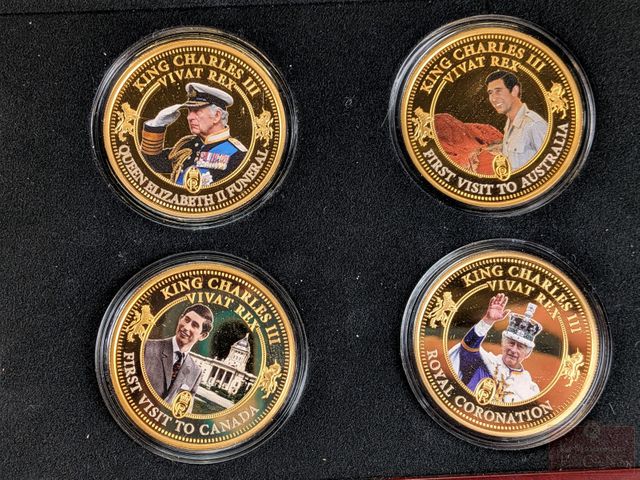 KING CHARLES III
VIVAT REX
QUEEN ELIZABETH II FUNERAL
KING CHARLES III
VIVAT REX
FIRST VISIT TO AUSTRALIA
KING CHARLES III
VIVAT REX
FIRST VISIT TO CANADA
KING CHARLES III
VIVAT REX
ROYAL CORONATION